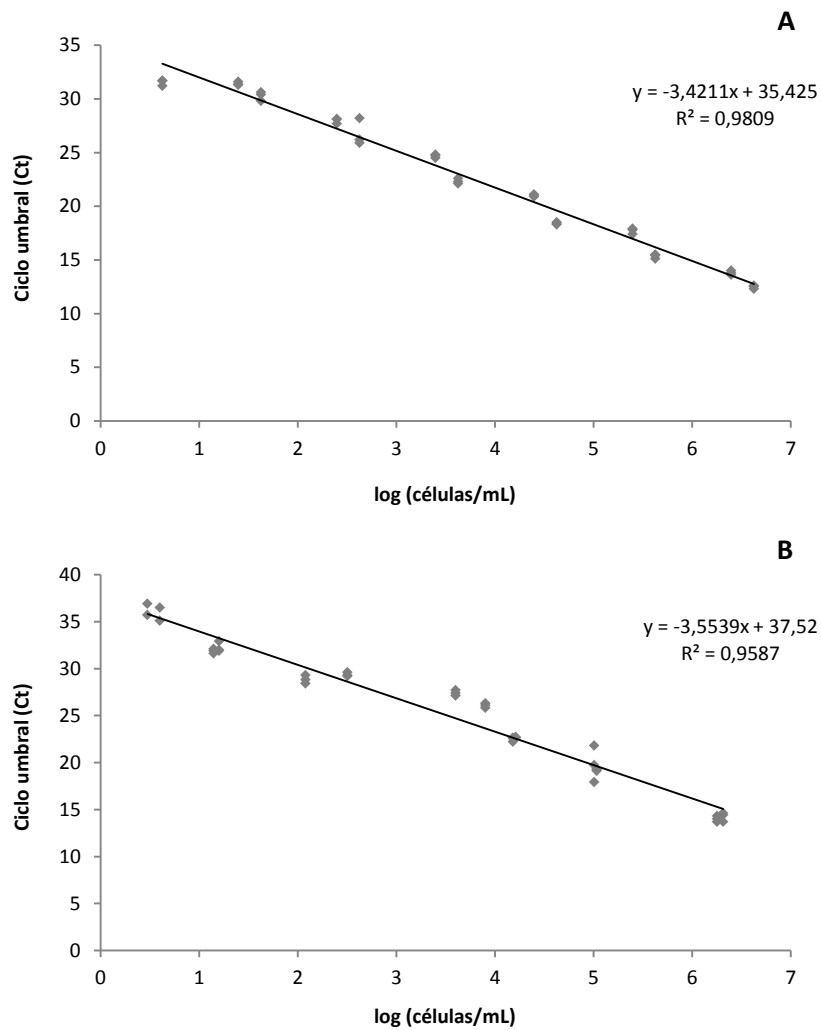 A
35
30
25
20
15
10
5
0
Ciclo umbral (Ct)
y = -3,4211x + 35,425
R² = 0,9809
0 1 2 3 4 5 6 7
log (células/mL)
B
40
35
30
25
20
15
10
5
0
Ciclo umbral (Ct)
y = -3,5539x + 37,52
R² = 0,9587
0 1 2 3 4 5 6 7
log (células/mL)